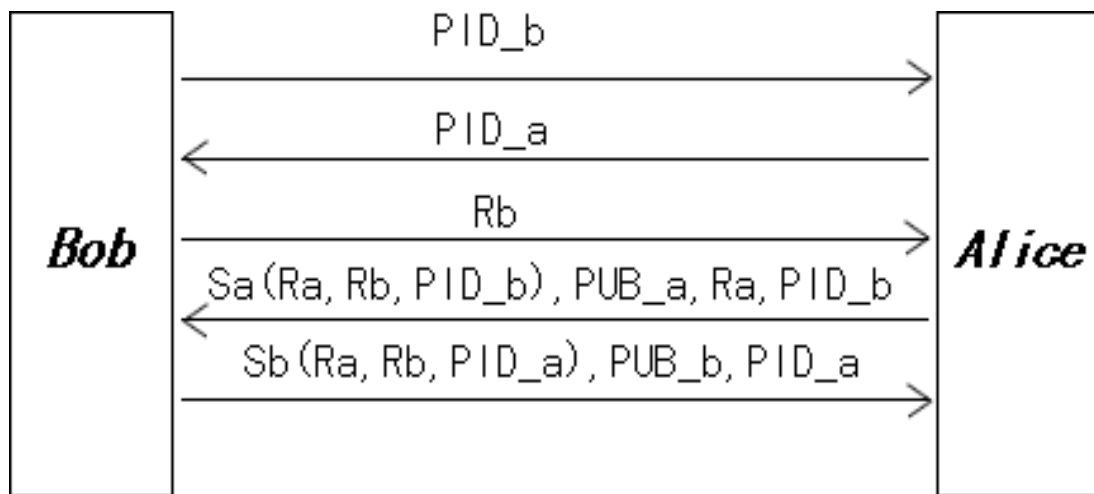 PID_b
PID_a
Rb
Bob
Alice
Sa(Ra, Rb, PID_b), PUB_a, Ra, PID_b
Sb(Ra, Rb, PID_a), PUB_b, PID_a